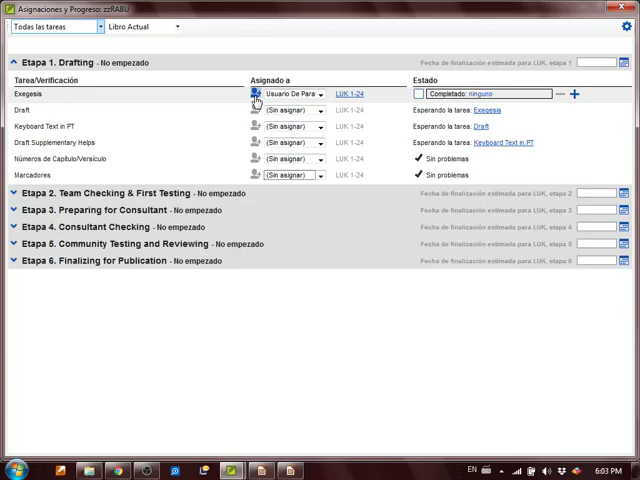 Asignaciones y Progreso: zzRABU
Todas las tareas Libro Actual
Etapa 1. Drafting - No empezado Fecha de finalización estimada para LUK, etapa 1
Tarea/Verificación Asignado a Estado
Exegesis Usuario De Para LUK 1-24 Completado: ninguno
Draft (Sin asignar) LUK 1-24 Esperando la tarea: Exegesis
Keyboard Text in PT (Sin asignar) LUK 1-24 Esperando la tarea: Draft
Draft Supplementary Helps (Sin asignar) LUK 1-24 Esperando la tarea: Keyboard Text in PT
Números de Capítulo/Versículo (Sin asignar) LUK 1-24 Sin problemas
Marcadores (Sin asignar) LUK 1-24 Sin problemas
Etapa 2. Team Checking & First Testing - No empezado Fecha de finalización estimada para LUK, etapa 2
Etapa 3. Preparing for Consultant - No empezado Fecha de finalización estimada para LUK, etapa 3
Etapa 4. Consultant Checking - No empezado Fecha de finalización estimada para LUK, etapa 4
Etapa 5. Community Testing and Reviewing - No empezado Fecha de finalización estimada para LUK, etapa 5
Etapa 6. Finalizing for Publication - No empezado Fecha de finalización estimada para LUK, etapa 6
EN 6:03 PM